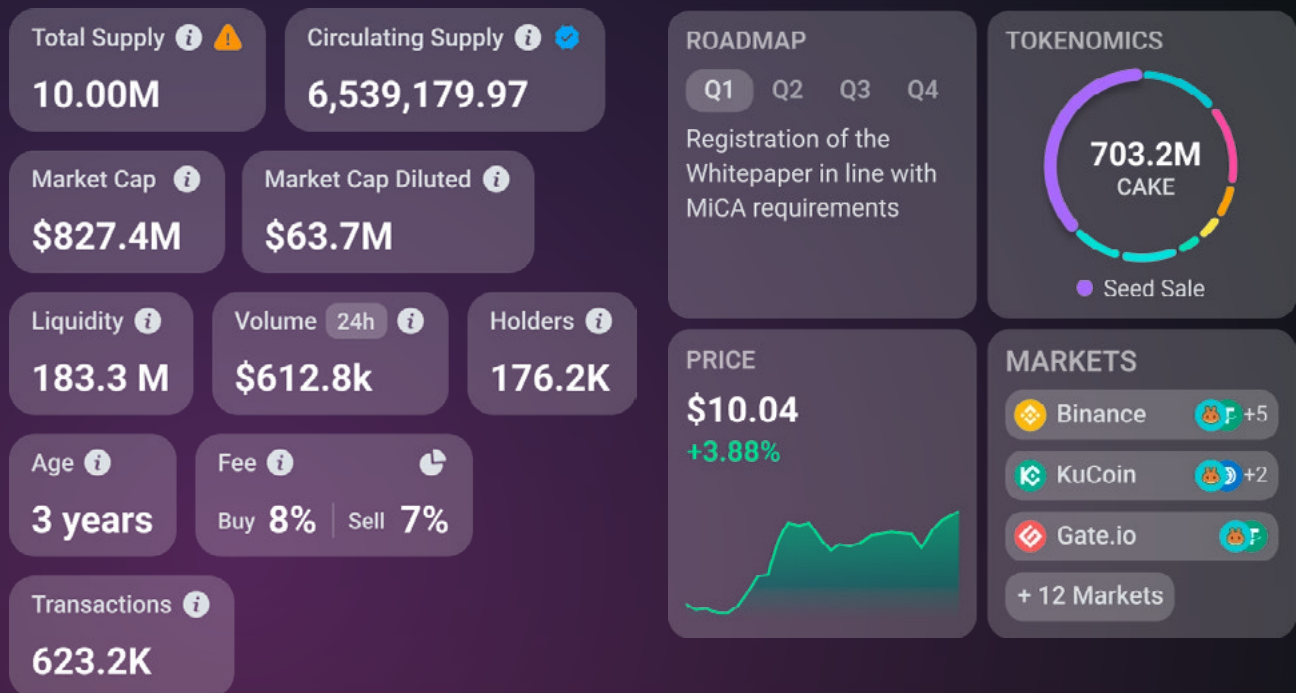 Total Supply
10.00M
Circulating Supply
6,539,179.97
Market Cap
$827.4M
Market Cap Diluted
$63.7M
Liquidity
183.3 M
Volume 24h
$612.8k
Holders
176.2K
Age
3 years
Fee
Buy 8% Sell 7%
Transactions
623.2K
ROADMAP
Q1 Q2 Q3 Q4
Registration of the
Whitepaper in line with
MiCA requirements
TOKENOMICS
703.2M
CAKE
Seed Sale
PRICE
$10.04
+3.88%
MARKETS
Binance +5
KuCoin +2
Gate.io
+ 12 Markets